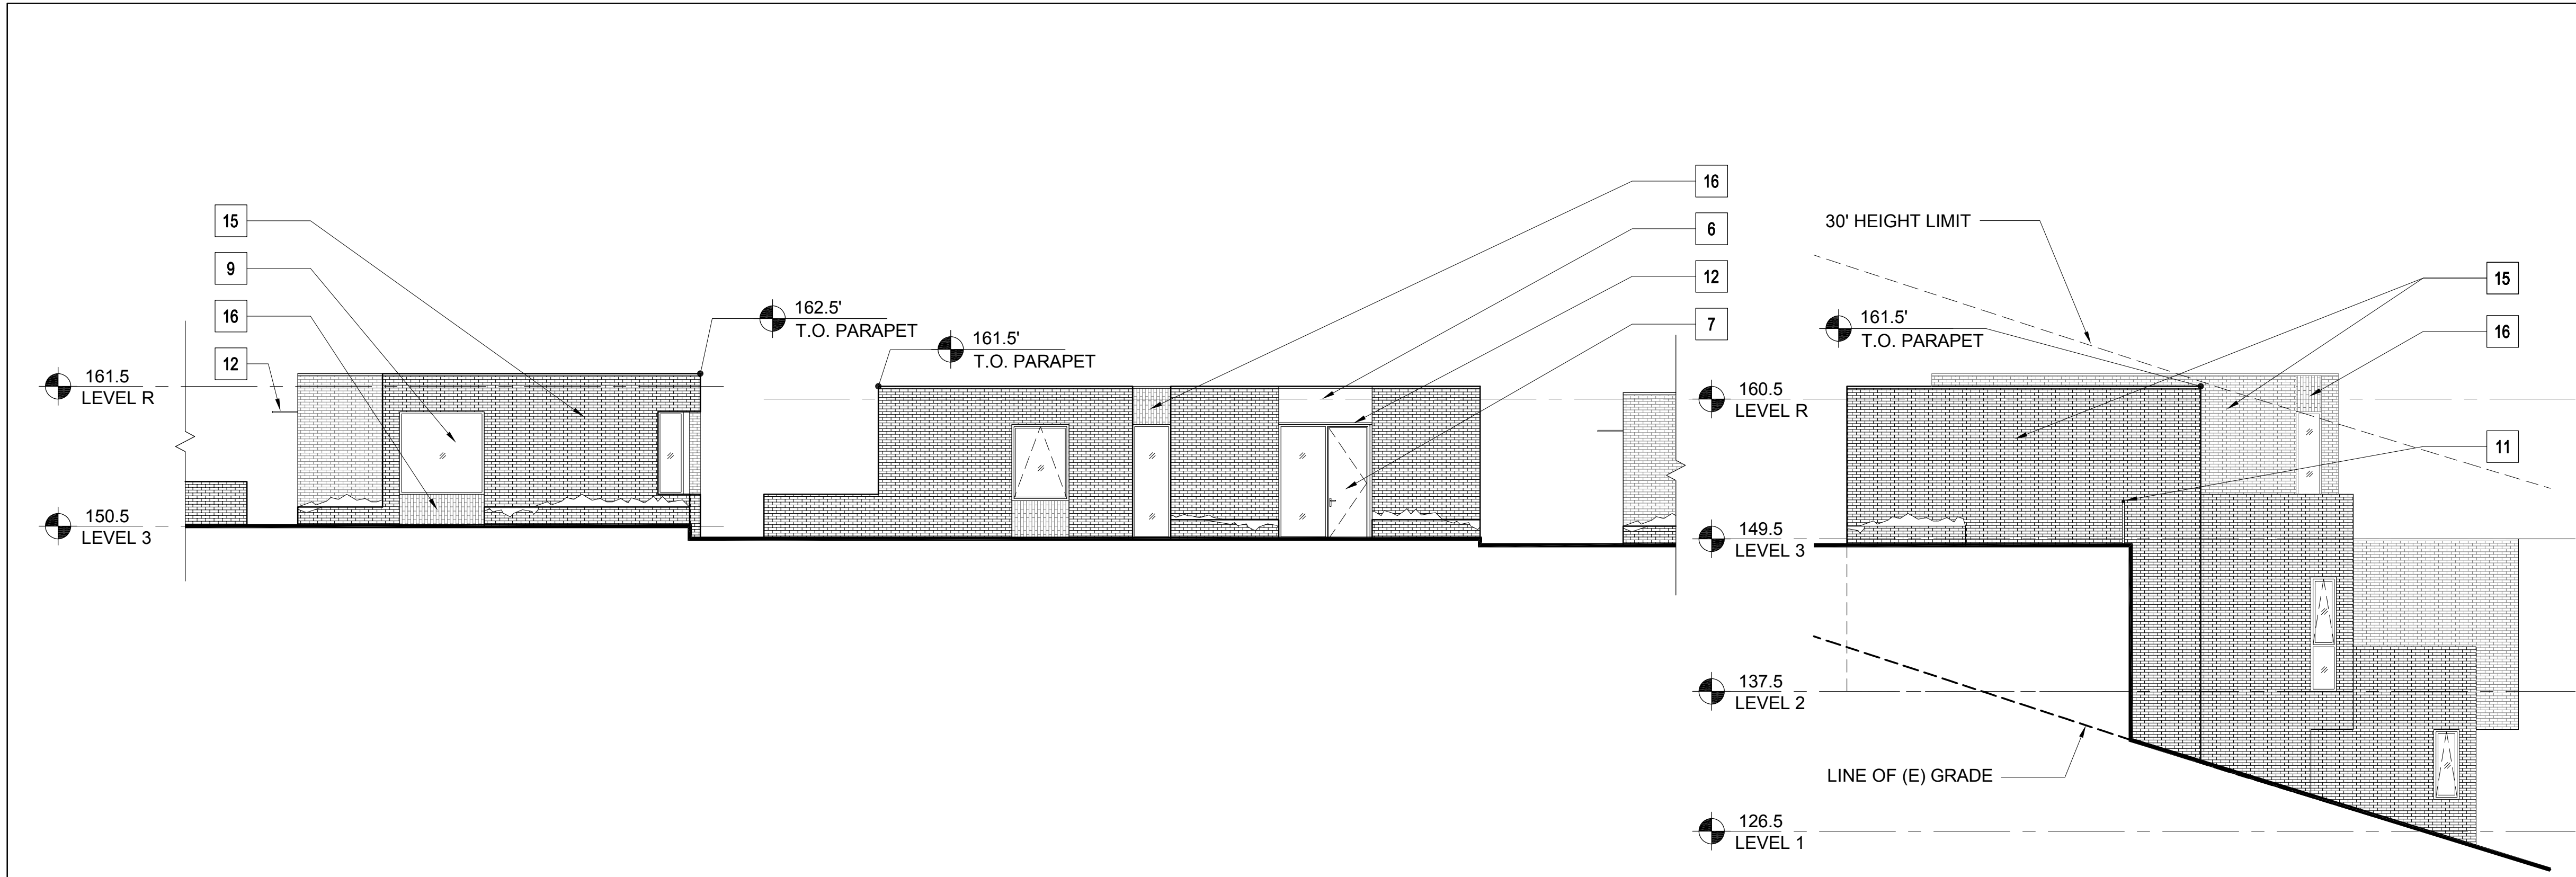 15
9
16
12
161.5
LEVEL R
150.5
LEVEL 3
162.5'
T.O. PARAPET
161.5'
T.O. PARAPET
16
6
12
7
30' HEIGHT LIMIT
161.5'
T.O. PARAPET
15
16
11
160.5
LEVEL R
149.5
LEVEL 3
137.5
LEVEL 2
LINE OF (E) GRADE
126.5
LEVEL 1